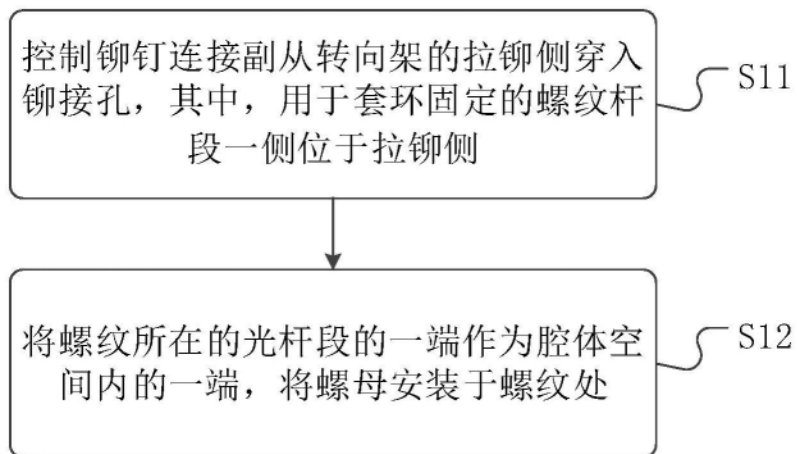 控制铆钉连接副从转向架的拉铆侧穿入
铆接孔，其中，用于套环固定的螺纹杆
段一侧位于拉铆侧
S11
将螺纹所在的光杆段的一端作为腔体空
间内的一端，将螺母安装于螺纹处
S12